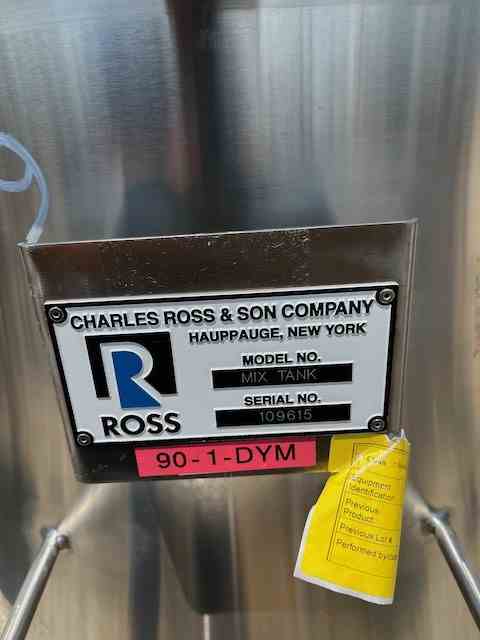 CHARLES ROSS & SON COMPANY
HAUPPAUGE, NEW YORK
R
ROSS
MODEL NO.
MIX TANK
SERIAL NO.
109615
90-1-DYM
Equipment
Identification
Previous
Product
Previous Lot #
Performed by